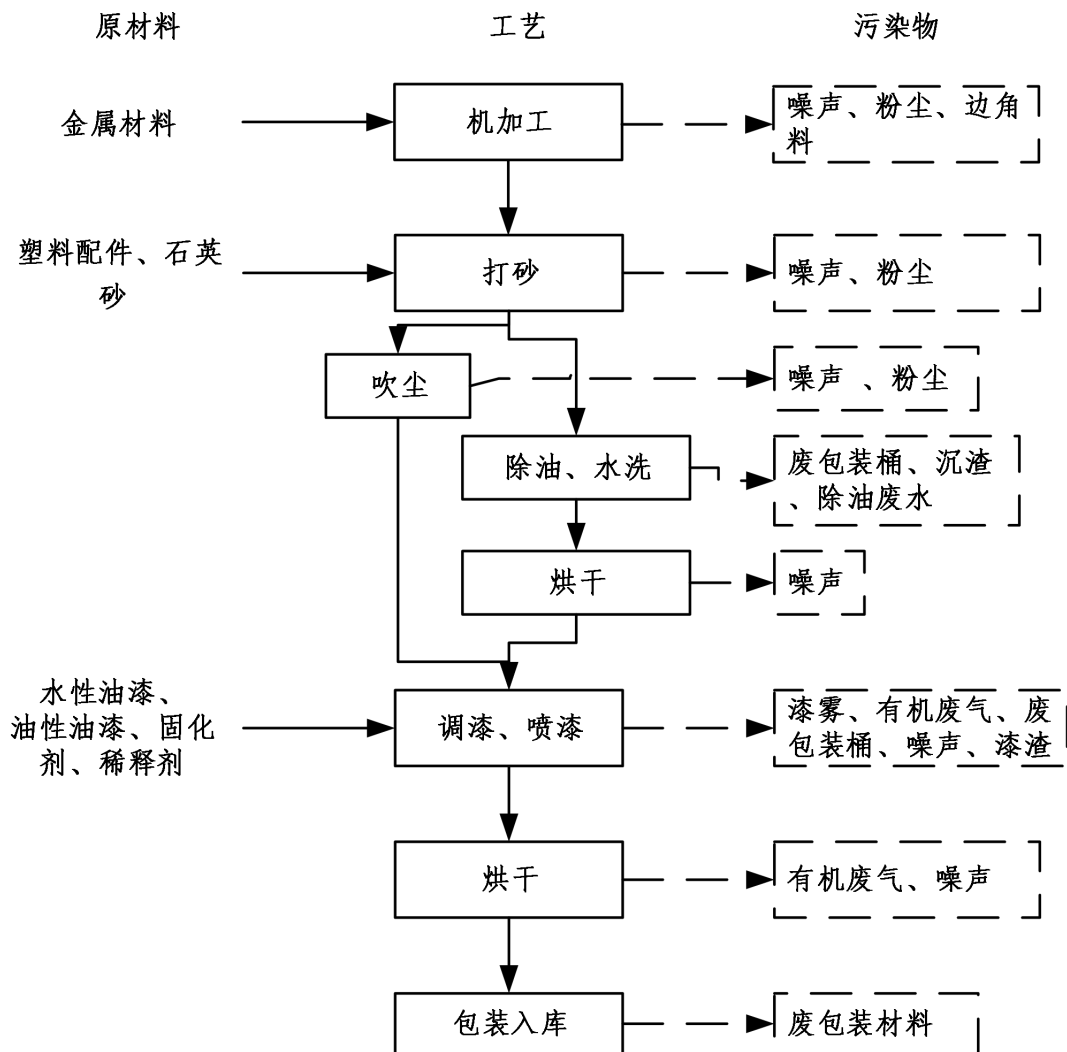 原材料
工艺
污染物
金属材料
机加工
噪声、粉尘、边角
料
塑料配件、石英
砂
打砂
噪声、粉尘
吹尘
噪声 、粉尘
除油、水洗
废包装桶、沉渣
、除油废水
烘干
噪声
水性油漆、
油性油漆、固化
剂、稀释剂
调漆、喷漆
漆雾、有机废气、废
包装桶、噪声、漆渣
烘干
有机废气、噪声
包装入库
废包装材料